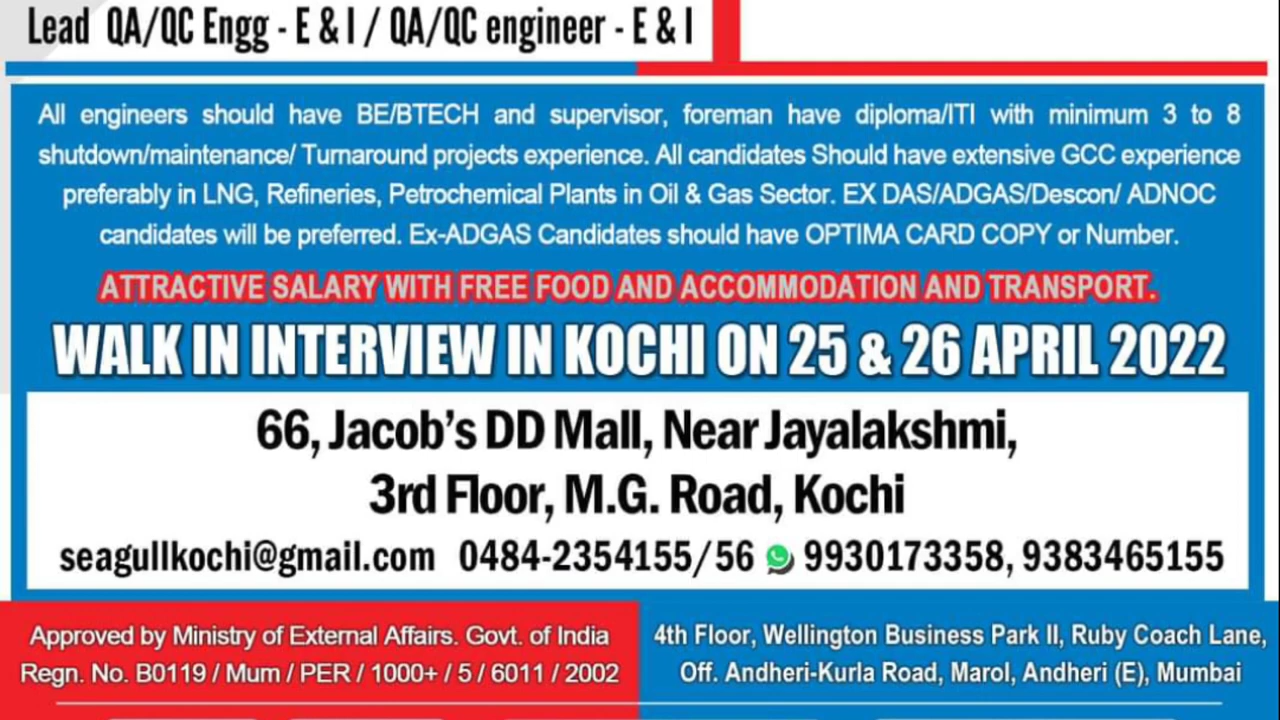 Lead QA/QC Engg - E & I / QA/QC engineer - E & I
All engineers should have BE/BTECH and supervisor, foreman have diploma/ITI with minimum 3 to 8
shutdown/maintenance/ Turnaround projects experience. All candidates Should have extensive GCC experience
preferably in LNG, Refineries, Petrochemical Plants in Oil & Gas Sector. EX DAS/ADGAS/Descon/ ADNOC
candidates will be preferred. Ex-ADGAS Candidates should have OPTIMA CARD COPY or Number.
ATTRACTIVE SALARY WITH FREE FOOD AND ACCOMMODATION AND TRANSPORT.
WALK IN INTERVIEW IN KOCHI ON 25 & 26 APRIL 2022
66, Jacob's DD Mall, Near Jayalakshmi,
3rd Floor, M.G. Road, Kochi
seagullkochi@gmail.com 0484-2354155/56 9930173358, 9383465155
Approved by Ministry of External Affairs. Govt. of India
Regn. No. B0119 / Mum / PER / 1000+ / 5 / 6011 / 2002
4th Floor, Wellington Business Park II, Ruby Coach Lane,
Off. Andheri-Kurla Road, Marol, Andheri (E), Mumbai